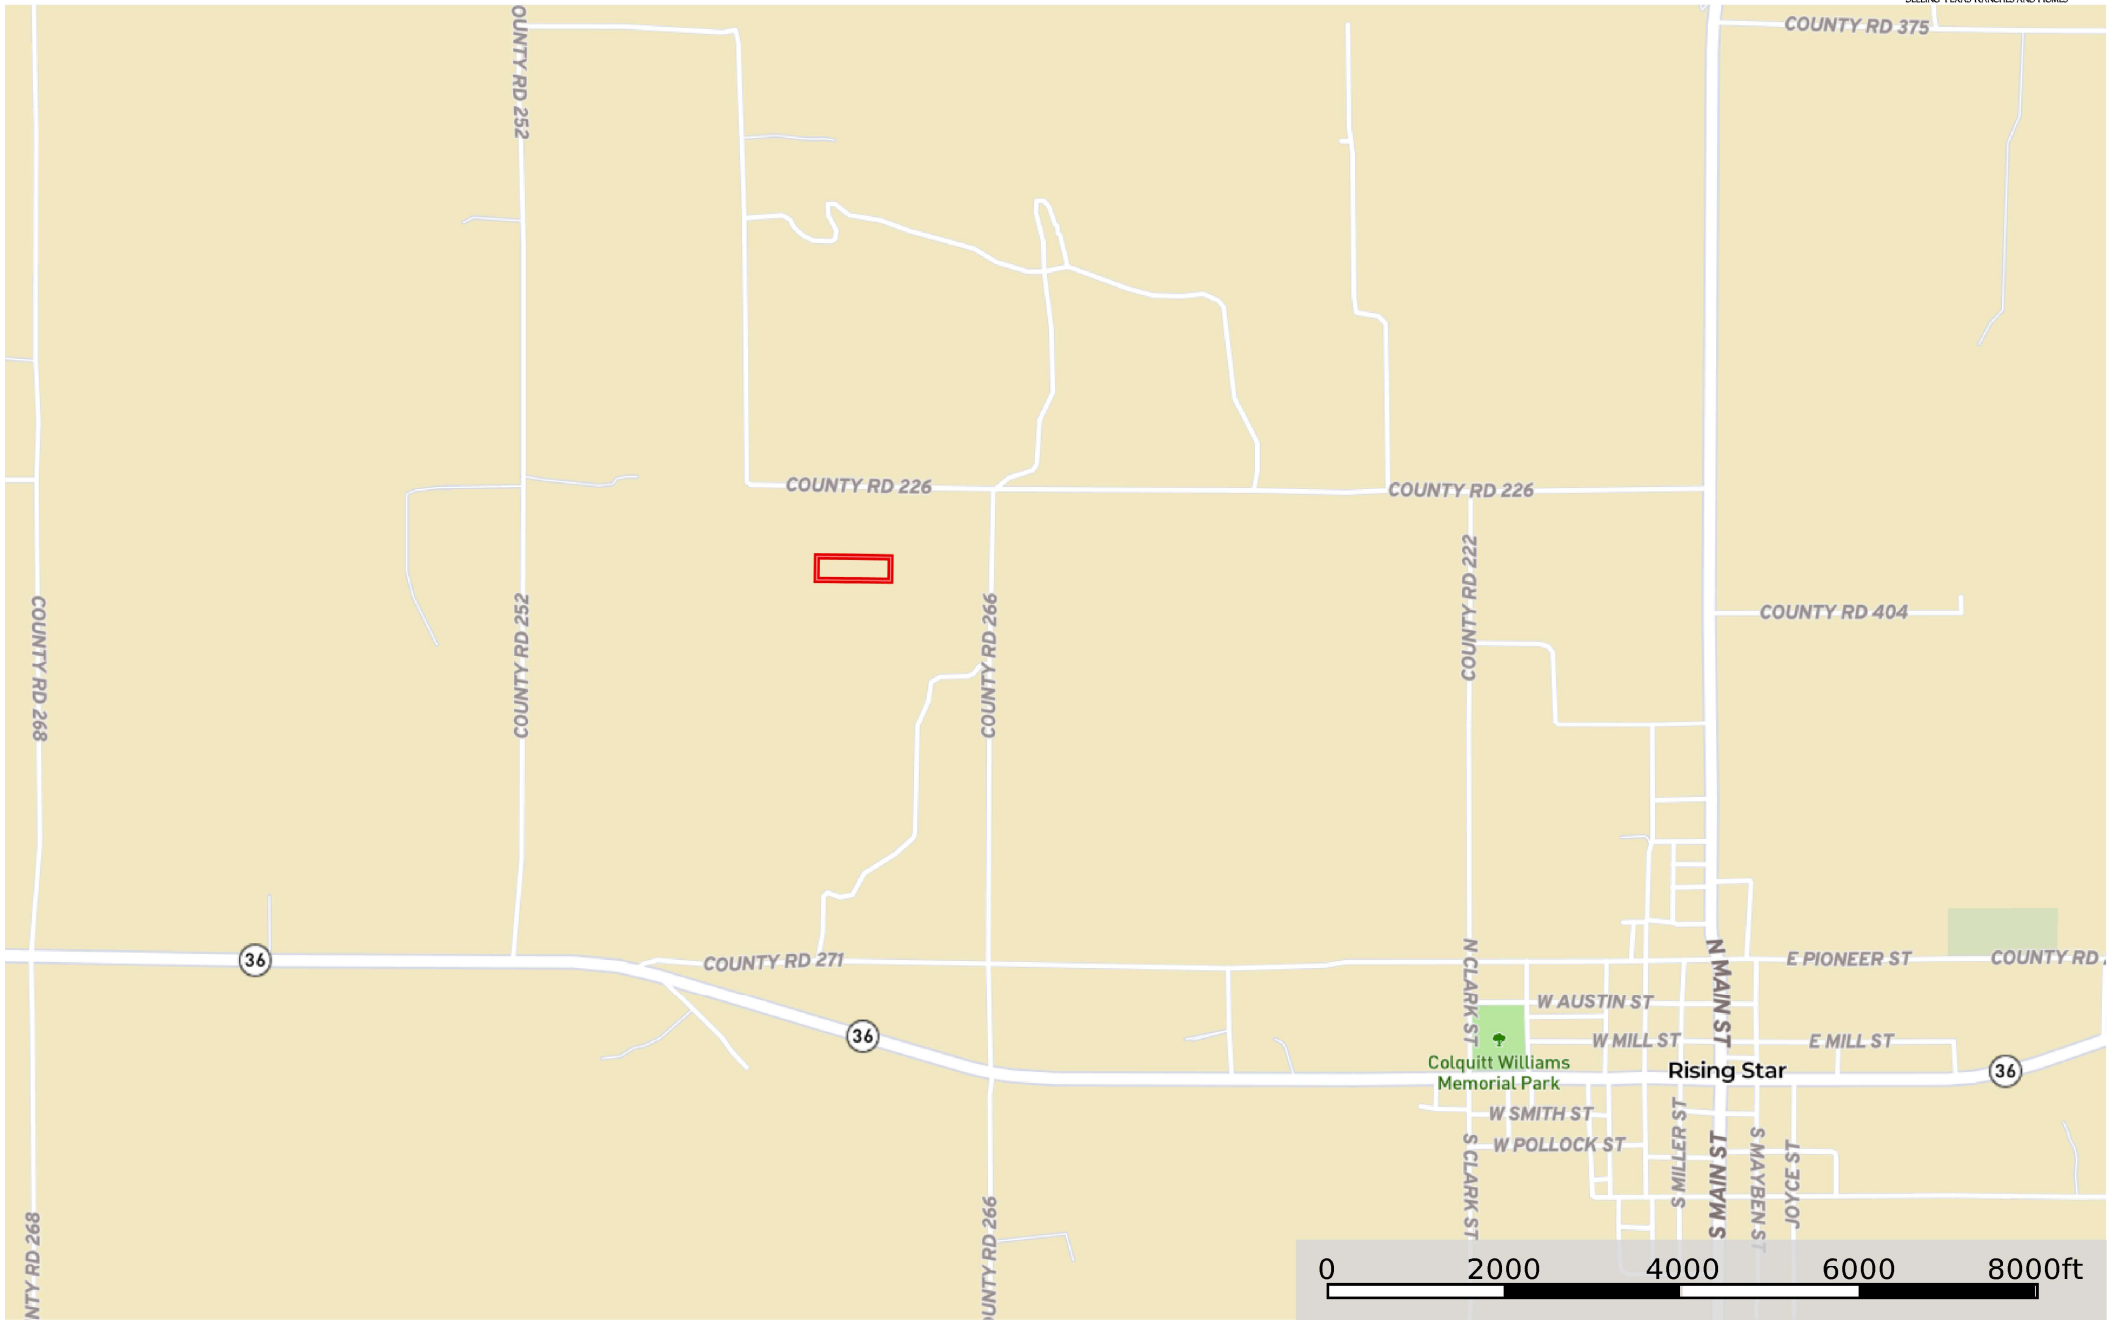 COUNTY RD 375
OUNTY RD 252
COUNTY RD 226
COUNTY RD 226
COUNTY RD 222
COUNTY RD 268
COUNTY RD 252
COUNTY RD 266
COUNTY RD 404
36
COUNTY RD 271
N CLARK ST
N MAIN ST
E PIONEER ST
COUNTY RD
W AUSTIN ST
36
W MILL ST
E MILL ST
Colquitt Williams
Memorial Park
Rising Star
36
W SMITH ST
W POLLOCK ST
S CLARK ST
S MILLER ST
S MAIN ST
S MAYBEN ST
JOYCE ST
NTY RD 268
OUNTY RD 266
0 2000 4000 6000 8000ft